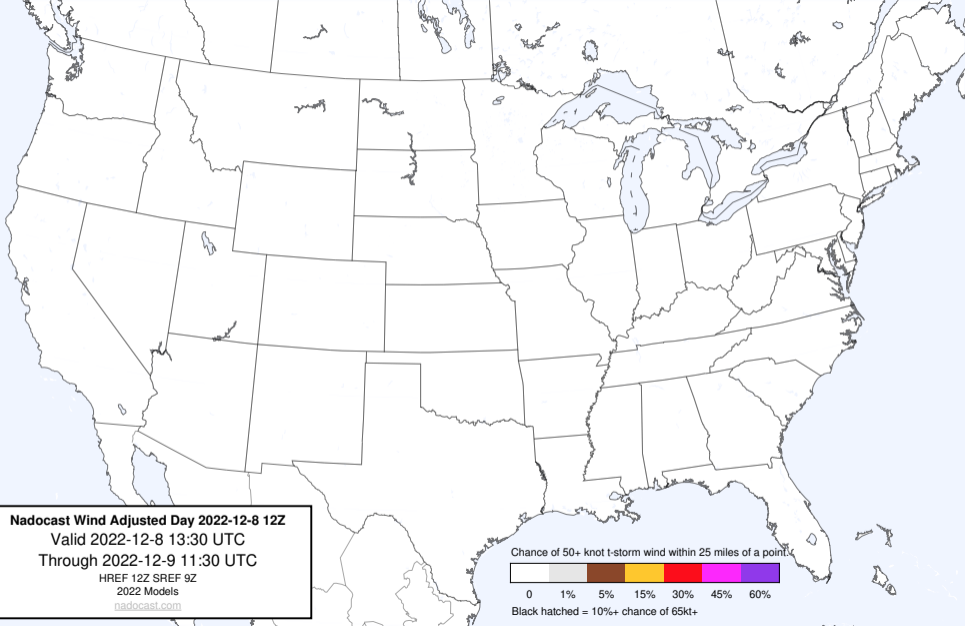 Nadocast Wind Adjusted Day 2022-12-8 12Z
Valid 2022-12-8 13:30 UTC
Through 2022-12-9 11:30 UTC
HREF 12Z SREF 9Z
2022 Models
nadocast.com
Chance of 50+ knot t-storm wind within 25 miles of a point.
0 1% 5% 15% 30% 45% 60%
Black hatched = 10%+ chance of 65kt+